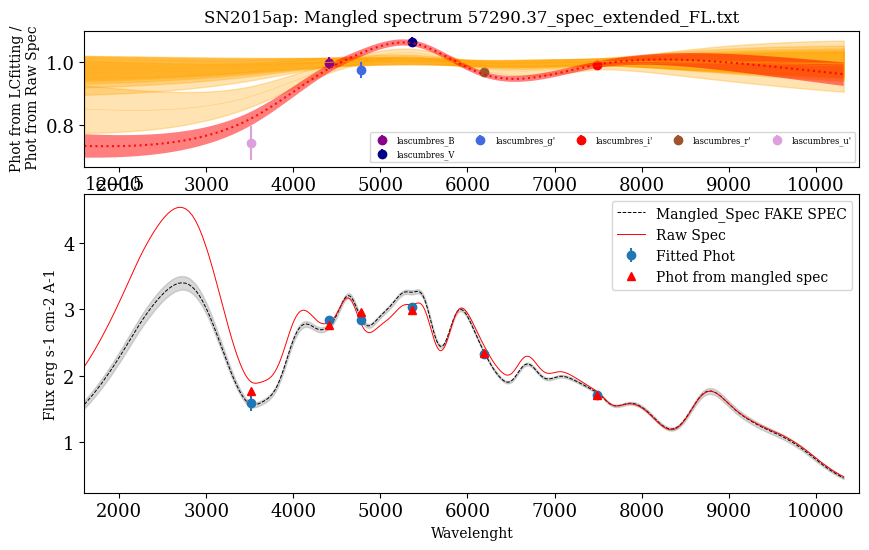 SN2015ap: Mangled spectrum 57290.37_spec_extended_FL.txt
Phot from LCfitting /
Phot from Raw Spec
1.0
0.8
lascumbres_B lascumbres_g' lascumbres_i' lascumbres_r' lascumbres_u'
lascumbres_V
2000 3000 4000 5000 6000 7000 8000 9000 10000
1e−15
Mangled_Spec FAKE SPEC
Raw Spec
Fitted Phot
Phot from mangled spec
Flux erg s-1 cm-2 A-1
4
3
2
1
2000 3000 4000 5000 6000 7000 8000 9000 10000
Wavelenght